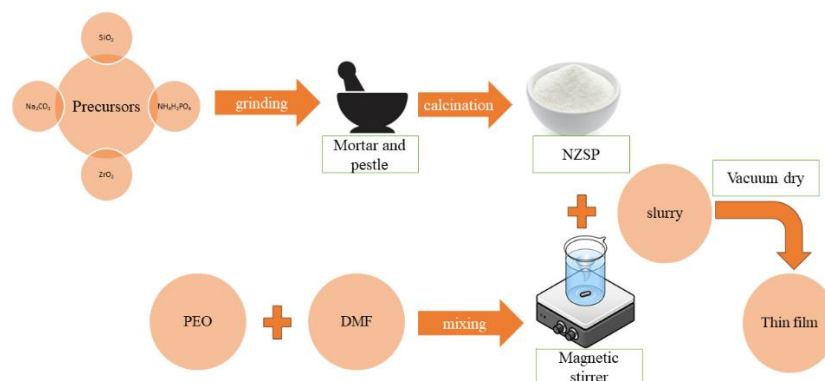 SiO₂
Na₂CO₃
Precursors
NH₄H₂PO₄
ZrO₂
grinding
Mortar and
pestle
calcination
NZSP
slurry
Vacuum dry
PEO
DMF
mixing
Magnetic
stirrer
Thin film